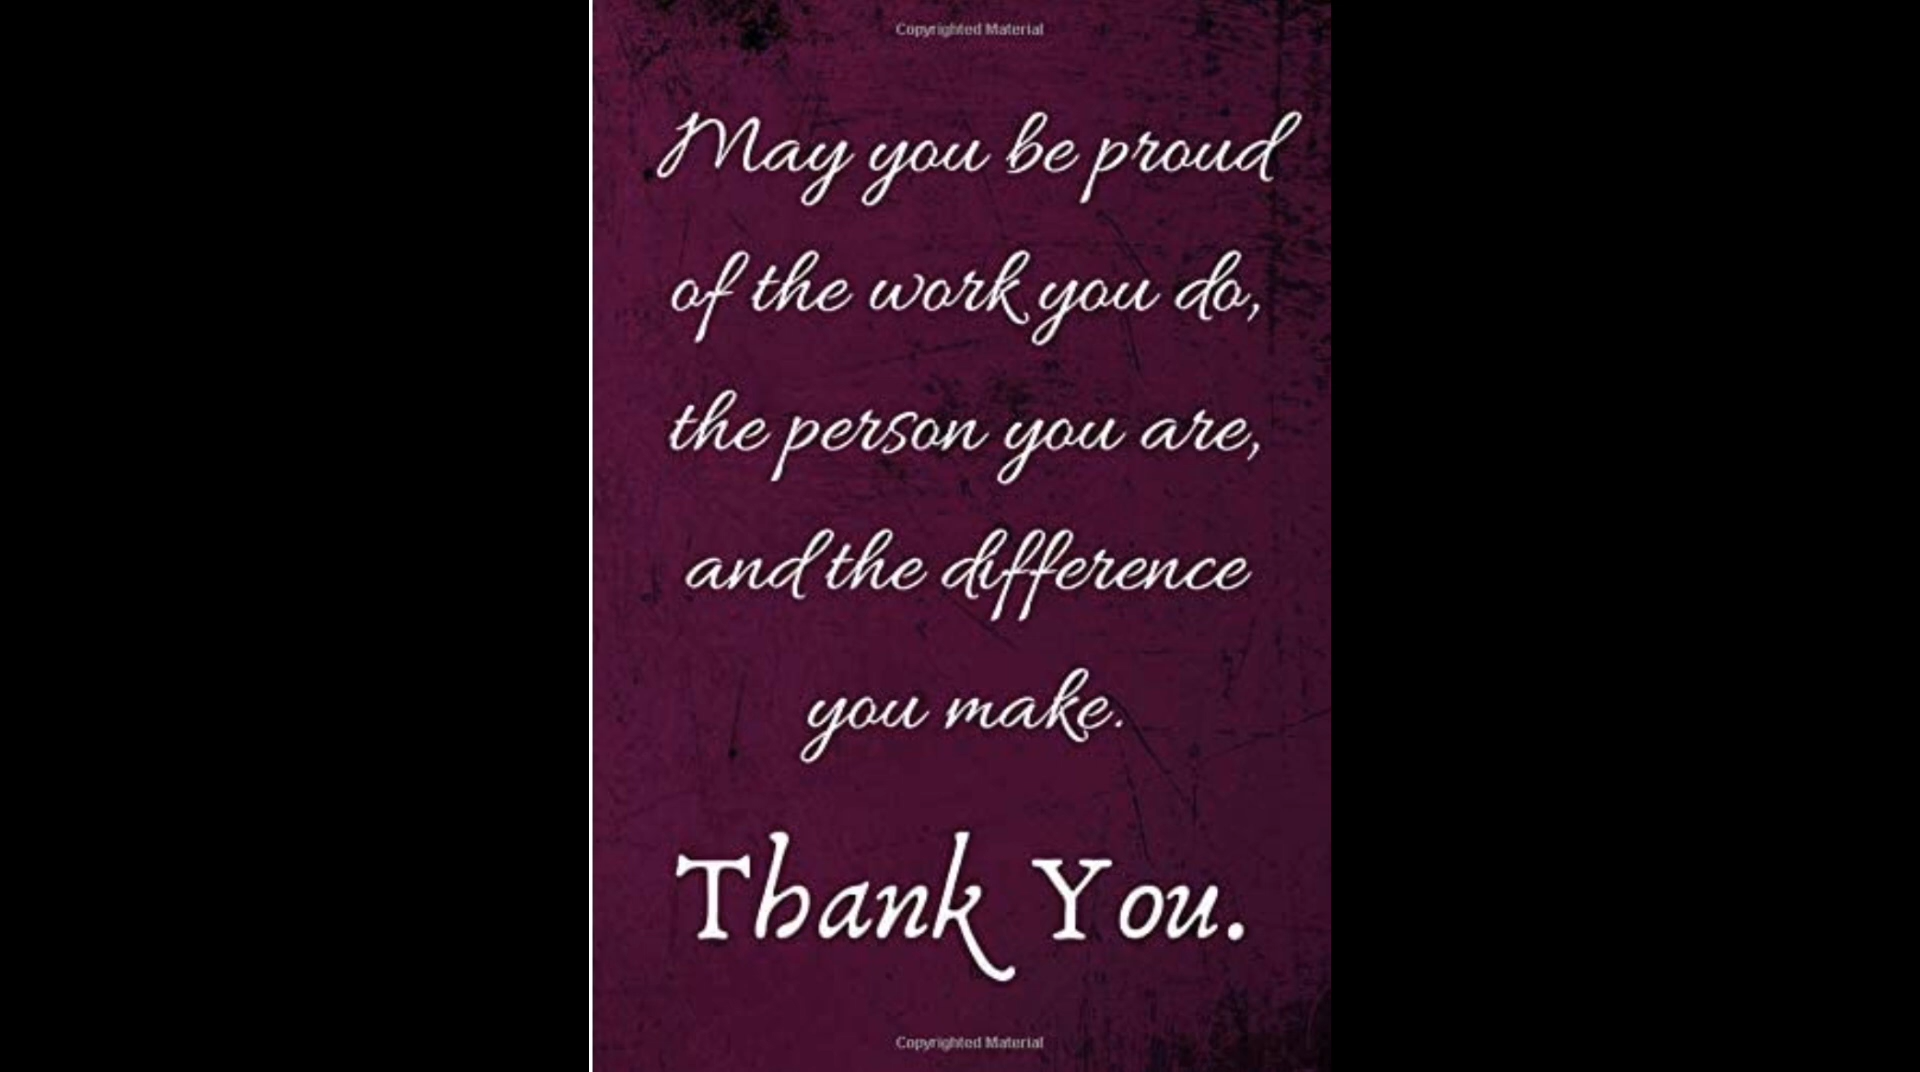 Copyrighted Material
May you be proud
of the work you do,
the person you are,
and the difference
you make.
Thank You.
Copyrighted Material